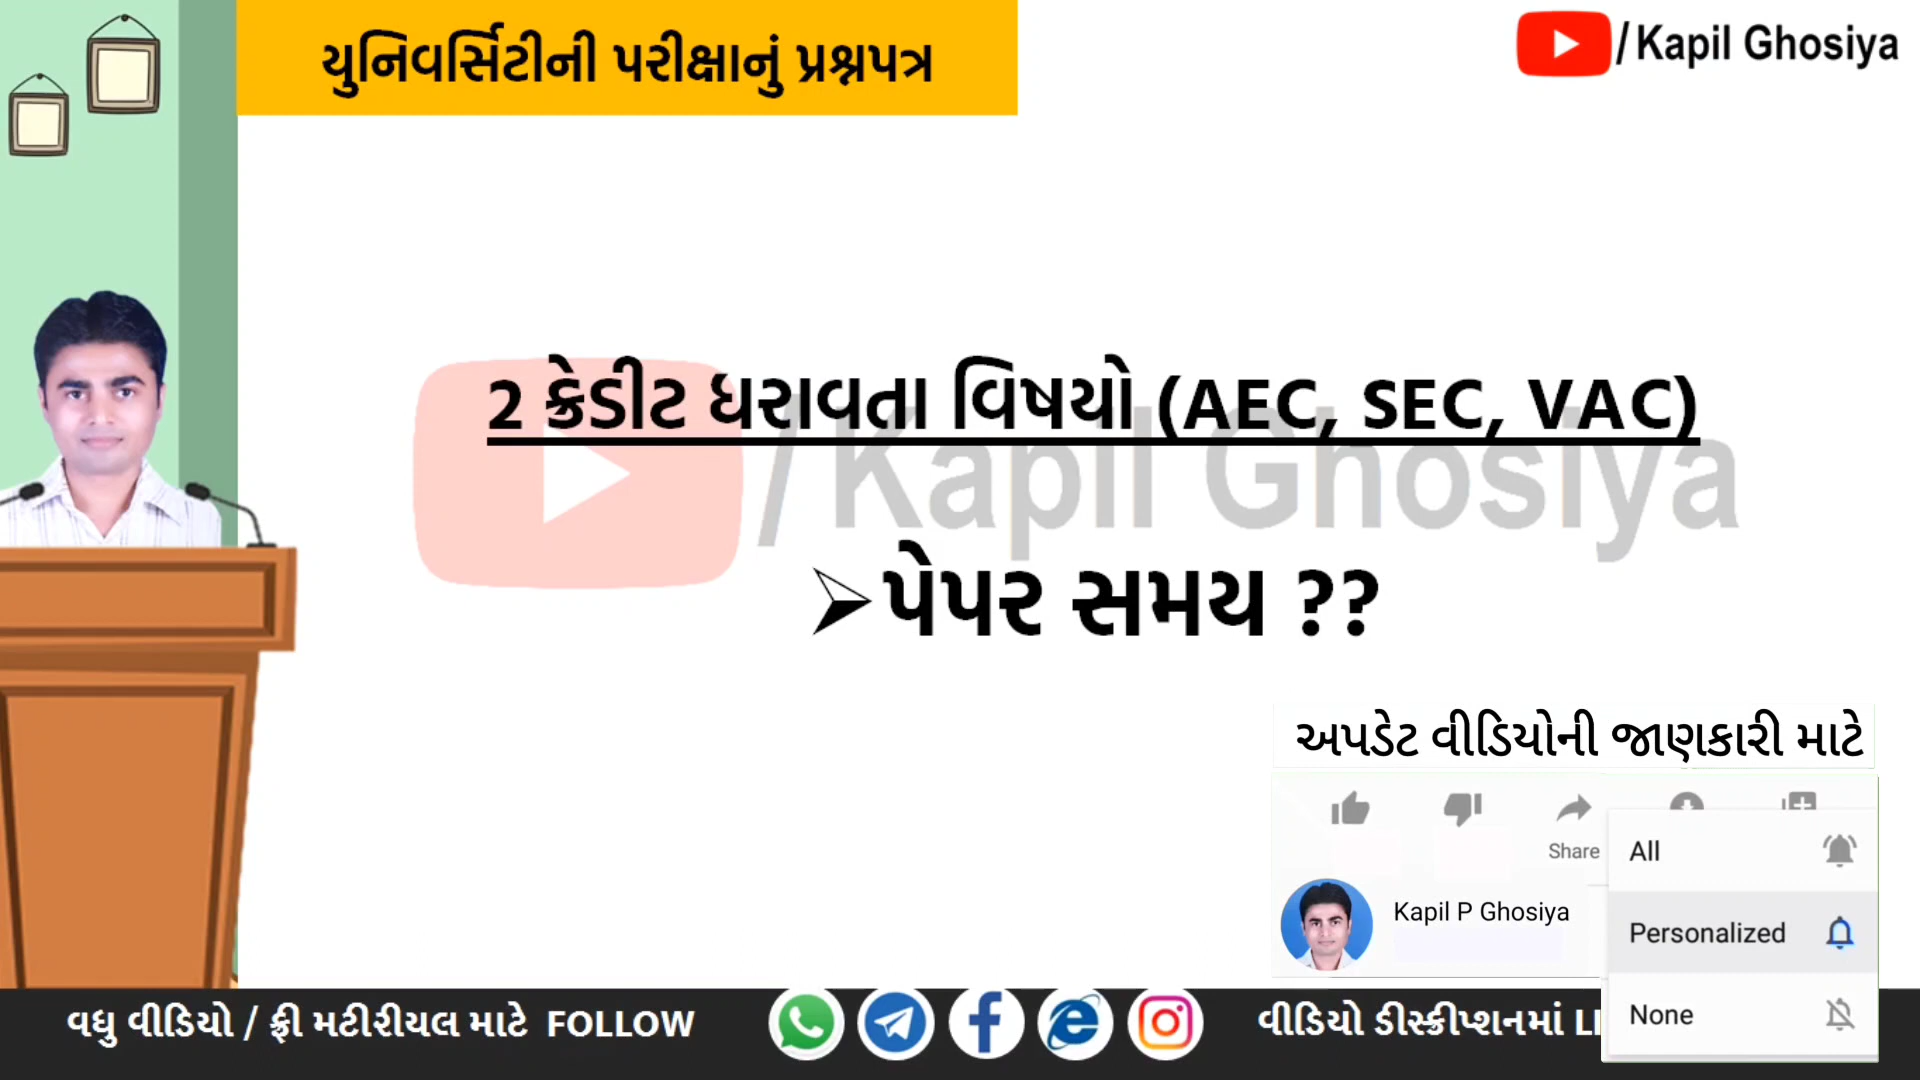 યુનિવર્સિટીની પરીક્ષાનું પ્રશ્નપત્ર
/Kapil Ghosiya
2 ક્રેડીટ ધરાવતા વિષયો (AEC, SEC, VAC)
/Kapil Ghosiya
➢પેપર સમય ??
અપડેટ વીડિયોની જાણકારી માટે
Share
All
Kapil P Ghosiya
Personalized
None
વધુ વીડિયો / ફ્રી મટીરીયલ માટે FOLLOW
વીડિયો ડીસ્ક્રીપ્શનમાં